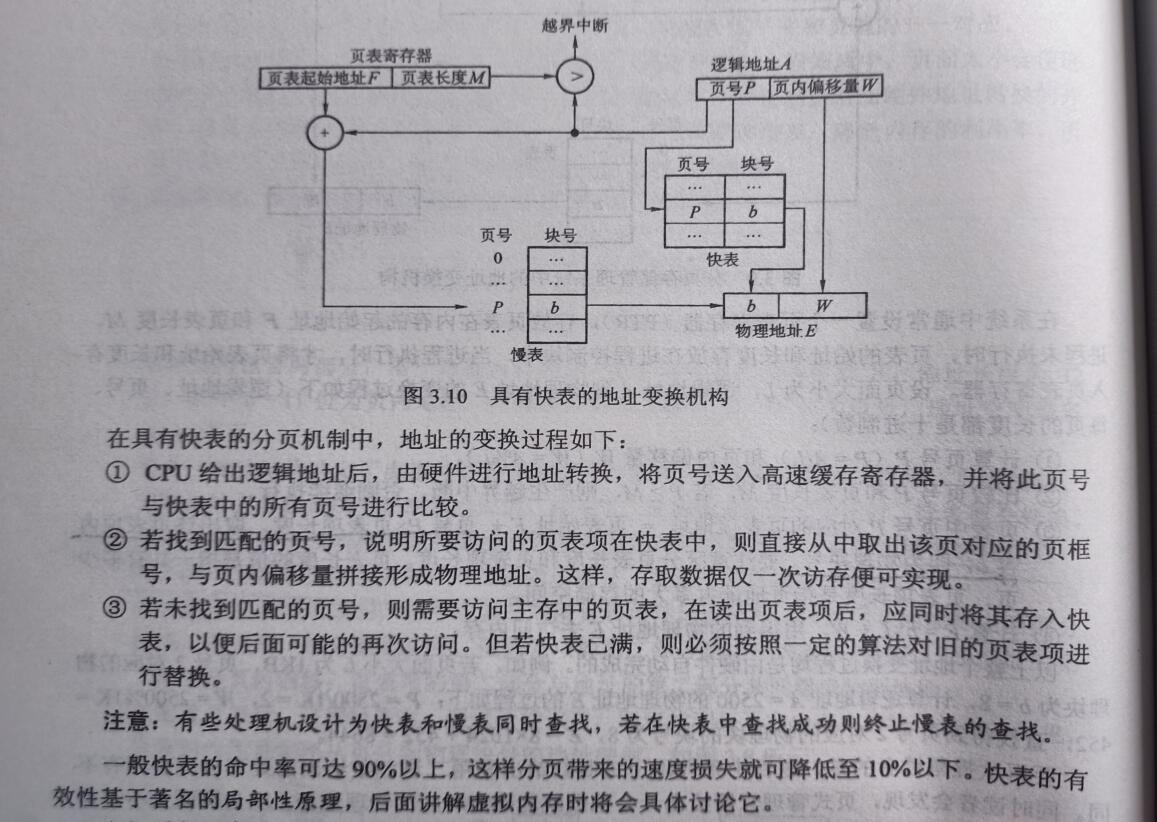 越界中断
页表寄存器
页表起始地址F 页表长度M
>
逻辑地址A
页号P 页内偏移量W
+
页号 块号
… …
P b
… …
快表
页号 块号
0 …
… …
P b
… …
慢表
b W
物理地址E
图 3.10 具有快表的地址变换机构
在具有快表的分页机制中，地址的变换过程如下：
① CPU 给出逻辑地址后，由硬件进行地址转换，将页号送入高速缓存寄存器，并将此页号
与快表中的所有页号进行比较。
② 若找到匹配的页号，说明所要访问的页表项在快表中，则直接从中取出该页对应的页框
号，与页内偏移量拼接形成物理地址。这样，存取数据仅一次访存便可实现。
③ 若未找到匹配的页号，则需要访问主存中的页表，在读出页表项后，应同时将其存入快
表，以便后面可能的再次访问。但若快表已满，则必须按照一定的算法对旧的页表项进
行替换。
注意：有些处理机设计为快表和慢表同时查找，若在快表中查找成功则终止慢表的查找。
一般快表的命中率可达 90%以上，这样分页带来的速度损失就可降低至 10%以下。快表的有
效性基于著名的局部性原理，后面讲解虚拟内存时将会具体讨论它。